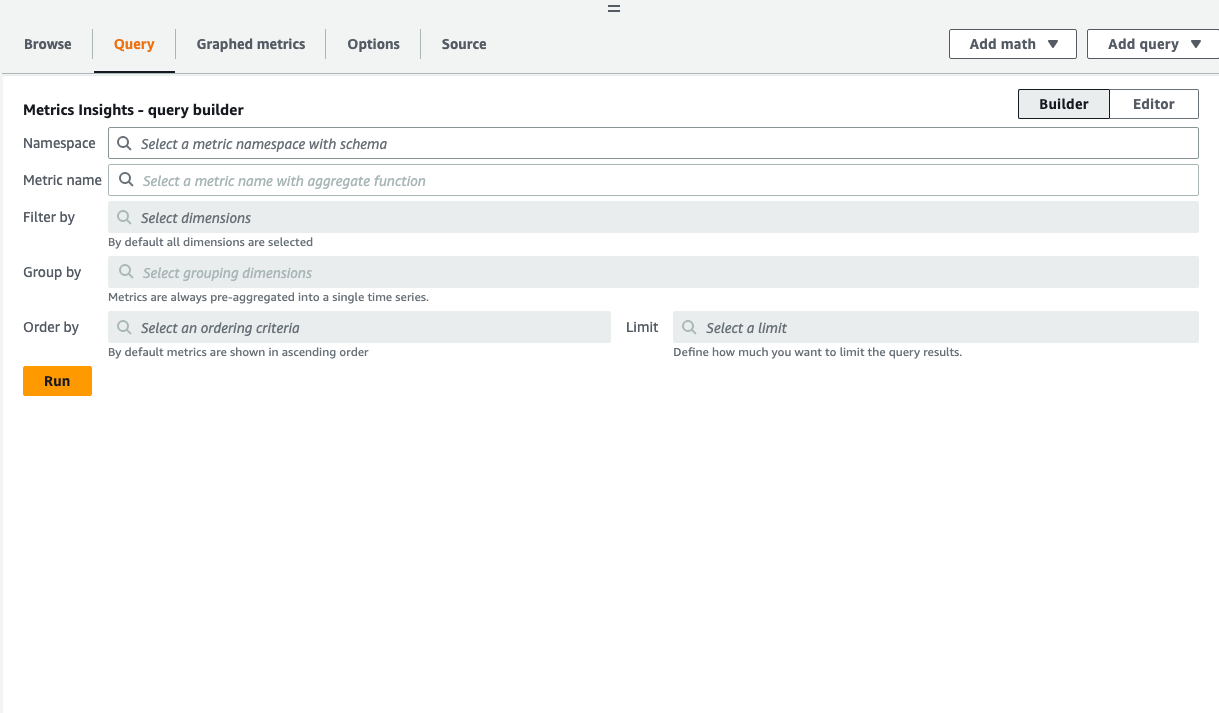 Browse Query Graphed metrics Options Source Add math Add query
Metrics Insights - query builder Builder Editor
Namespace Select a metric namespace with schema
Metric name Select a metric name with aggregate function
Filter by Select dimensions
By default all dimensions are selected
Group by Select grouping dimensions
Metrics are always pre-aggregated into a single time series.
Order by Select an ordering criteria Limit Select a limit
By default metrics are shown in ascending order Define how much you want to limit the query results.
Run